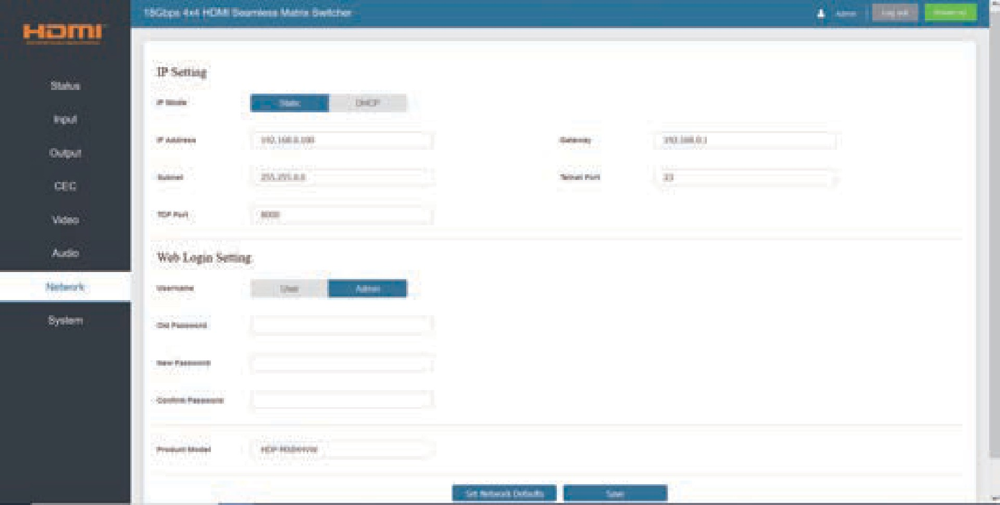 HDMI
18Gbps 4x4 HDMI Seamless Matrix Switcher
Admin
Log out
Status
Input
Output
CEC
Video
Audio
Network
System
IP Setting
IP Mode
Static
DHCP
IP Address
192.168.0.100
Gateway
192.168.0.1
Subnet
255.255.0.0
Telnet Port
23
TCP Port
8000
Web Login Setting
Username
User
Admin
Old Password
New Password
Confirm Password
Product Model
Set Network Defaults
Save